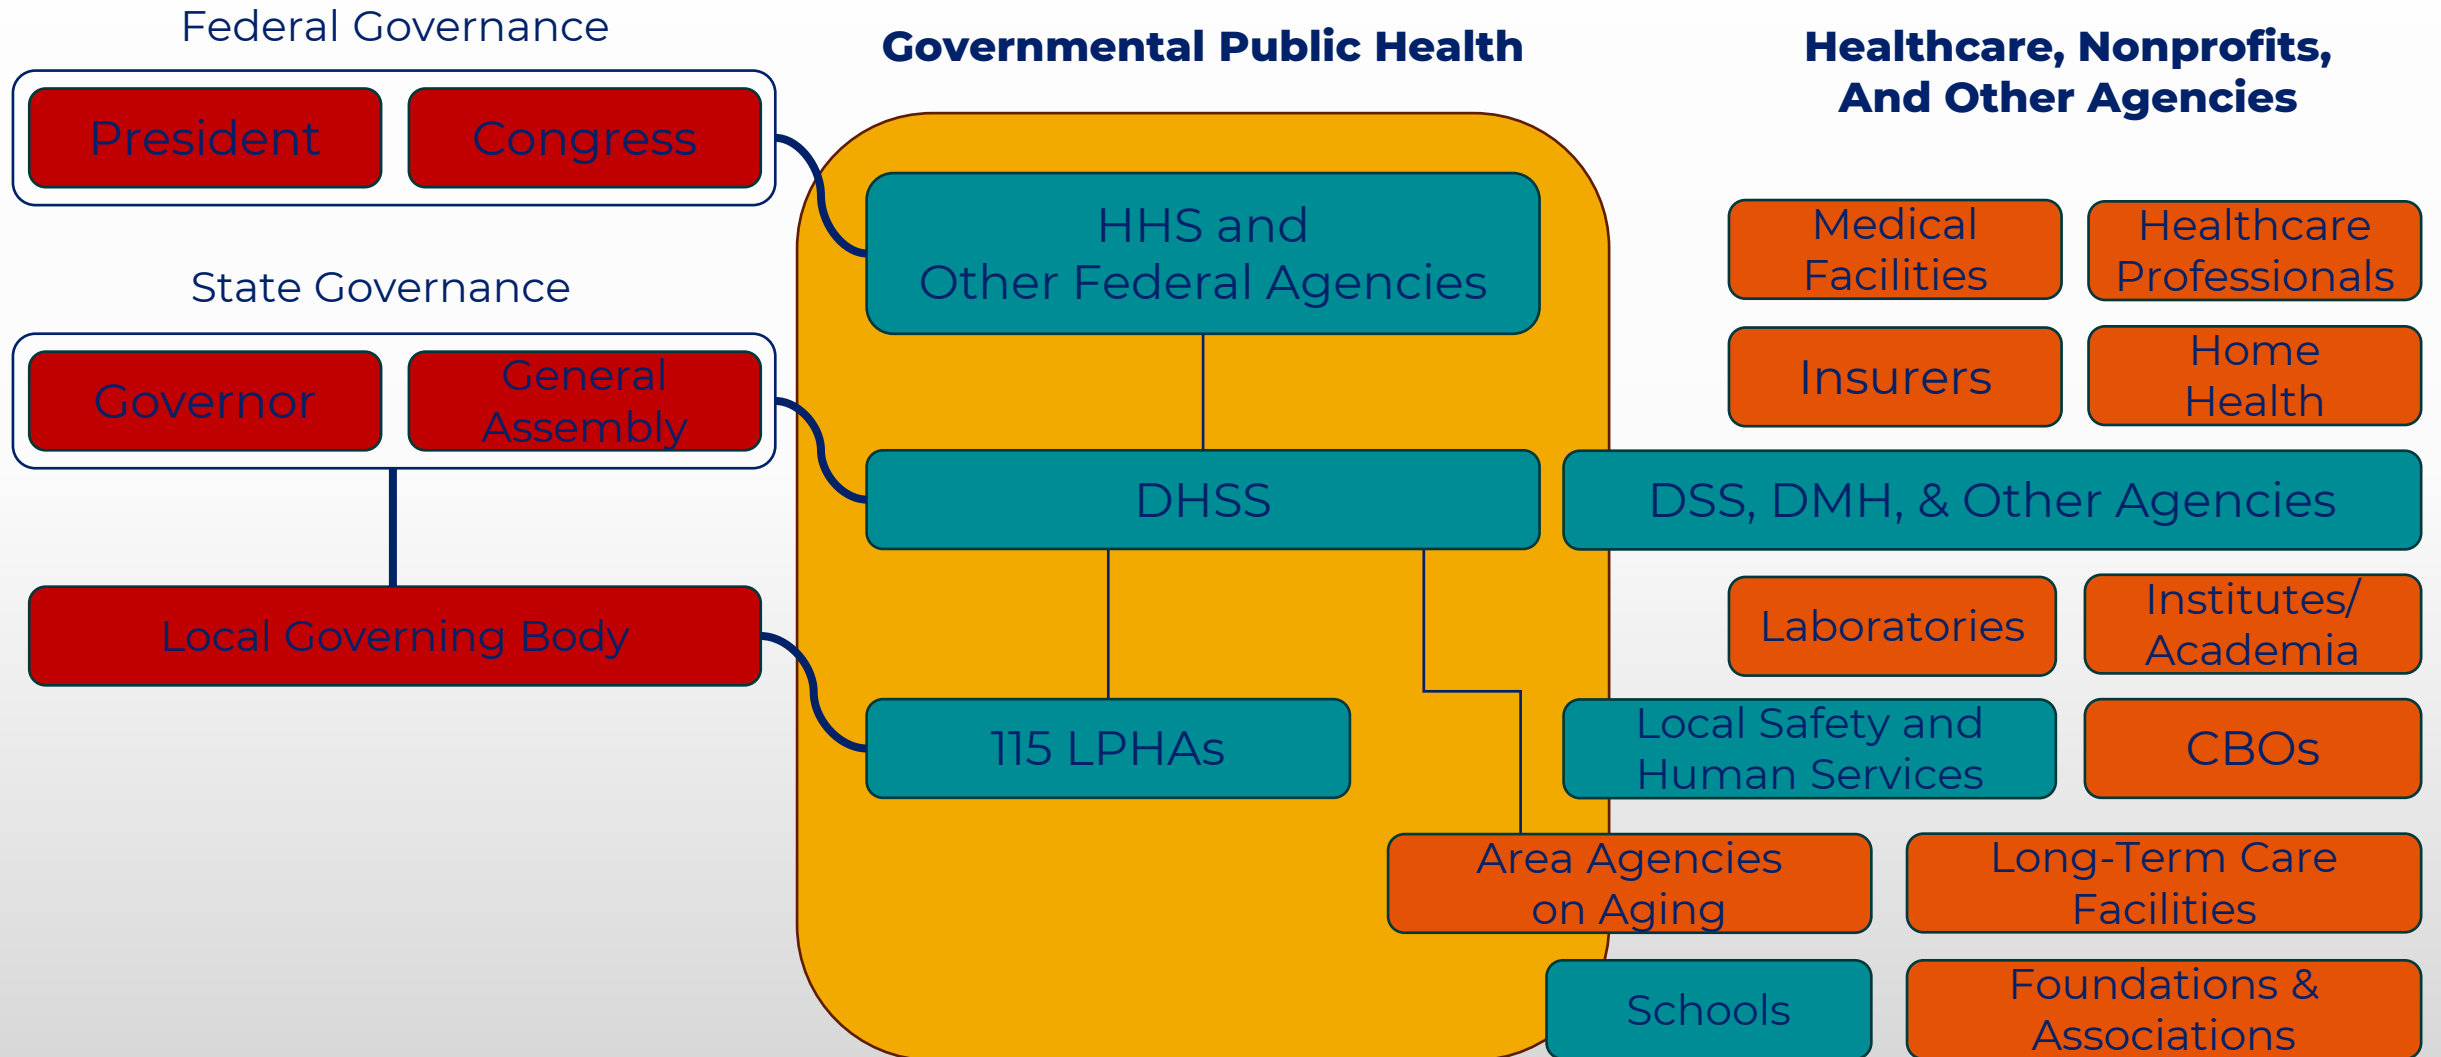 Federal Governance
President
Congress
State Governance
Governor
General
Assembly
Local Governing Body
Governmental Public Health
HHS and
Other Federal Agencies
DHSS
115 LPHAs
Healthcare, Nonprofits,
And Other Agencies
Medical
Facilities
Healthcare
Professionals
Insurers
Home
Health
DSS, DMH, & Other Agencies
Laboratories
Institutes/
Academia
Local Safety and
Human Services
CBOs
Area Agencies
on Aging
Long-Term Care
Facilities
Schools
Foundations &
Associations